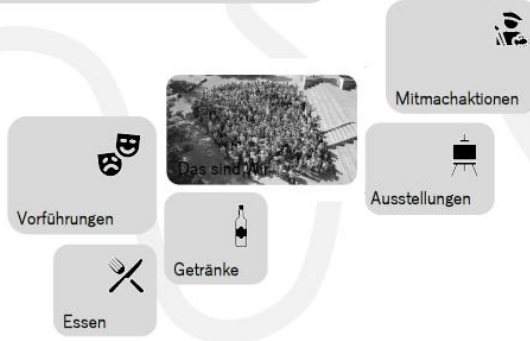 Mitmachaktionen
Das sind Wir
Ausstellungen
Vorführungen
Getränke
Essen